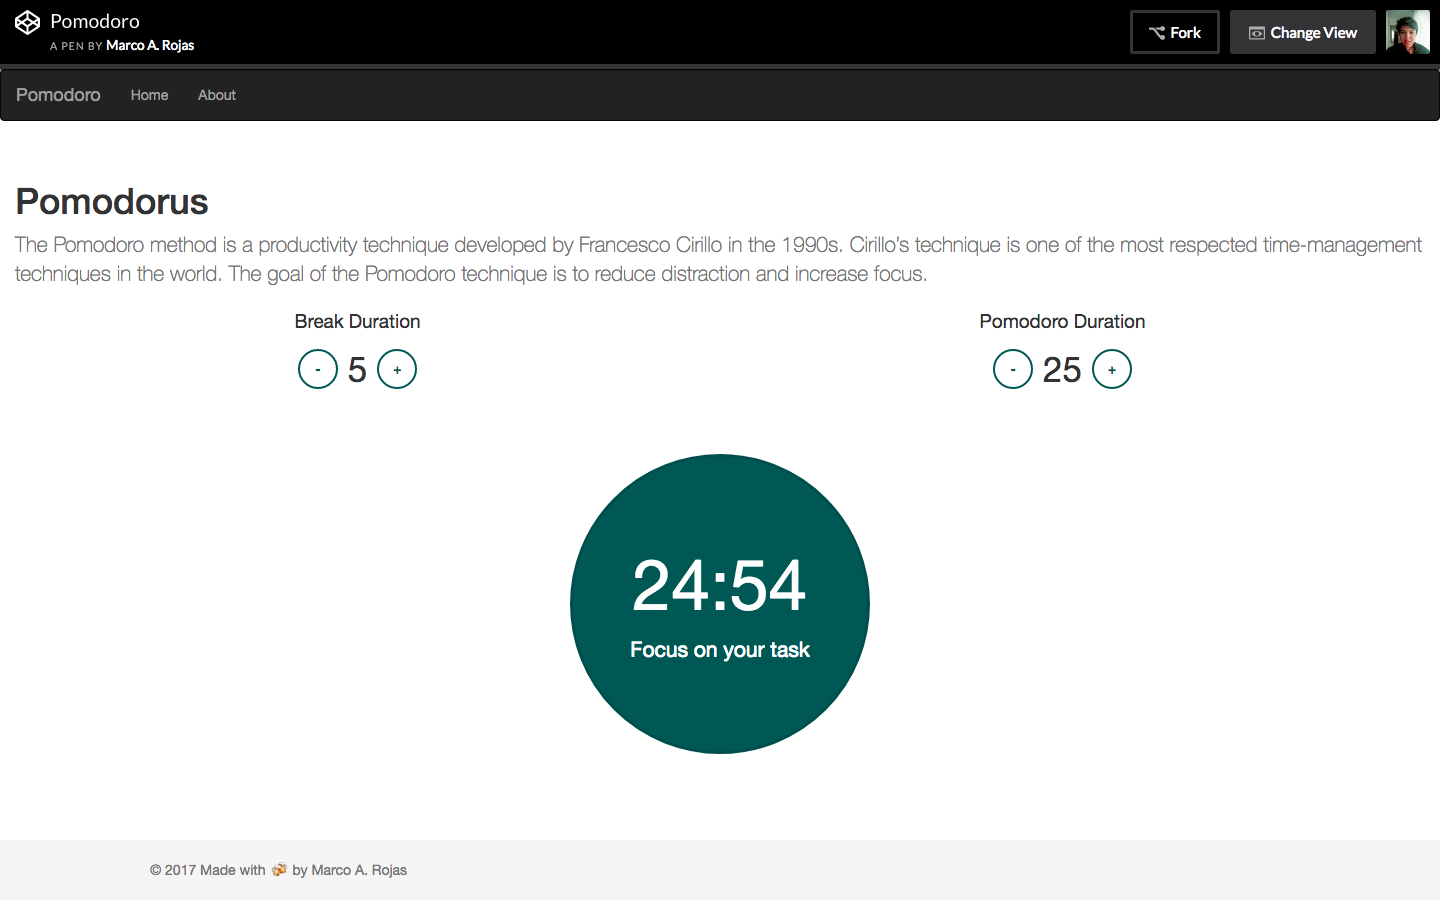 Pomodoro
A PEN BY Marco A. Rojas
Fork
Change View
Pomodoro Home About
Pomodorus
The Pomodoro method is a productivity technique developed by Francesco Cirillo in the 1990s. Cirillo's technique is one of the most respected time-management
techniques in the world. The goal of the Pomodoro technique is to reduce distraction and increase focus.
Break Duration
- 5 +
Pomodoro Duration
- 25 +
24:54
Focus on your task
© 2017 Made with 🍻 by Marco A. Rojas